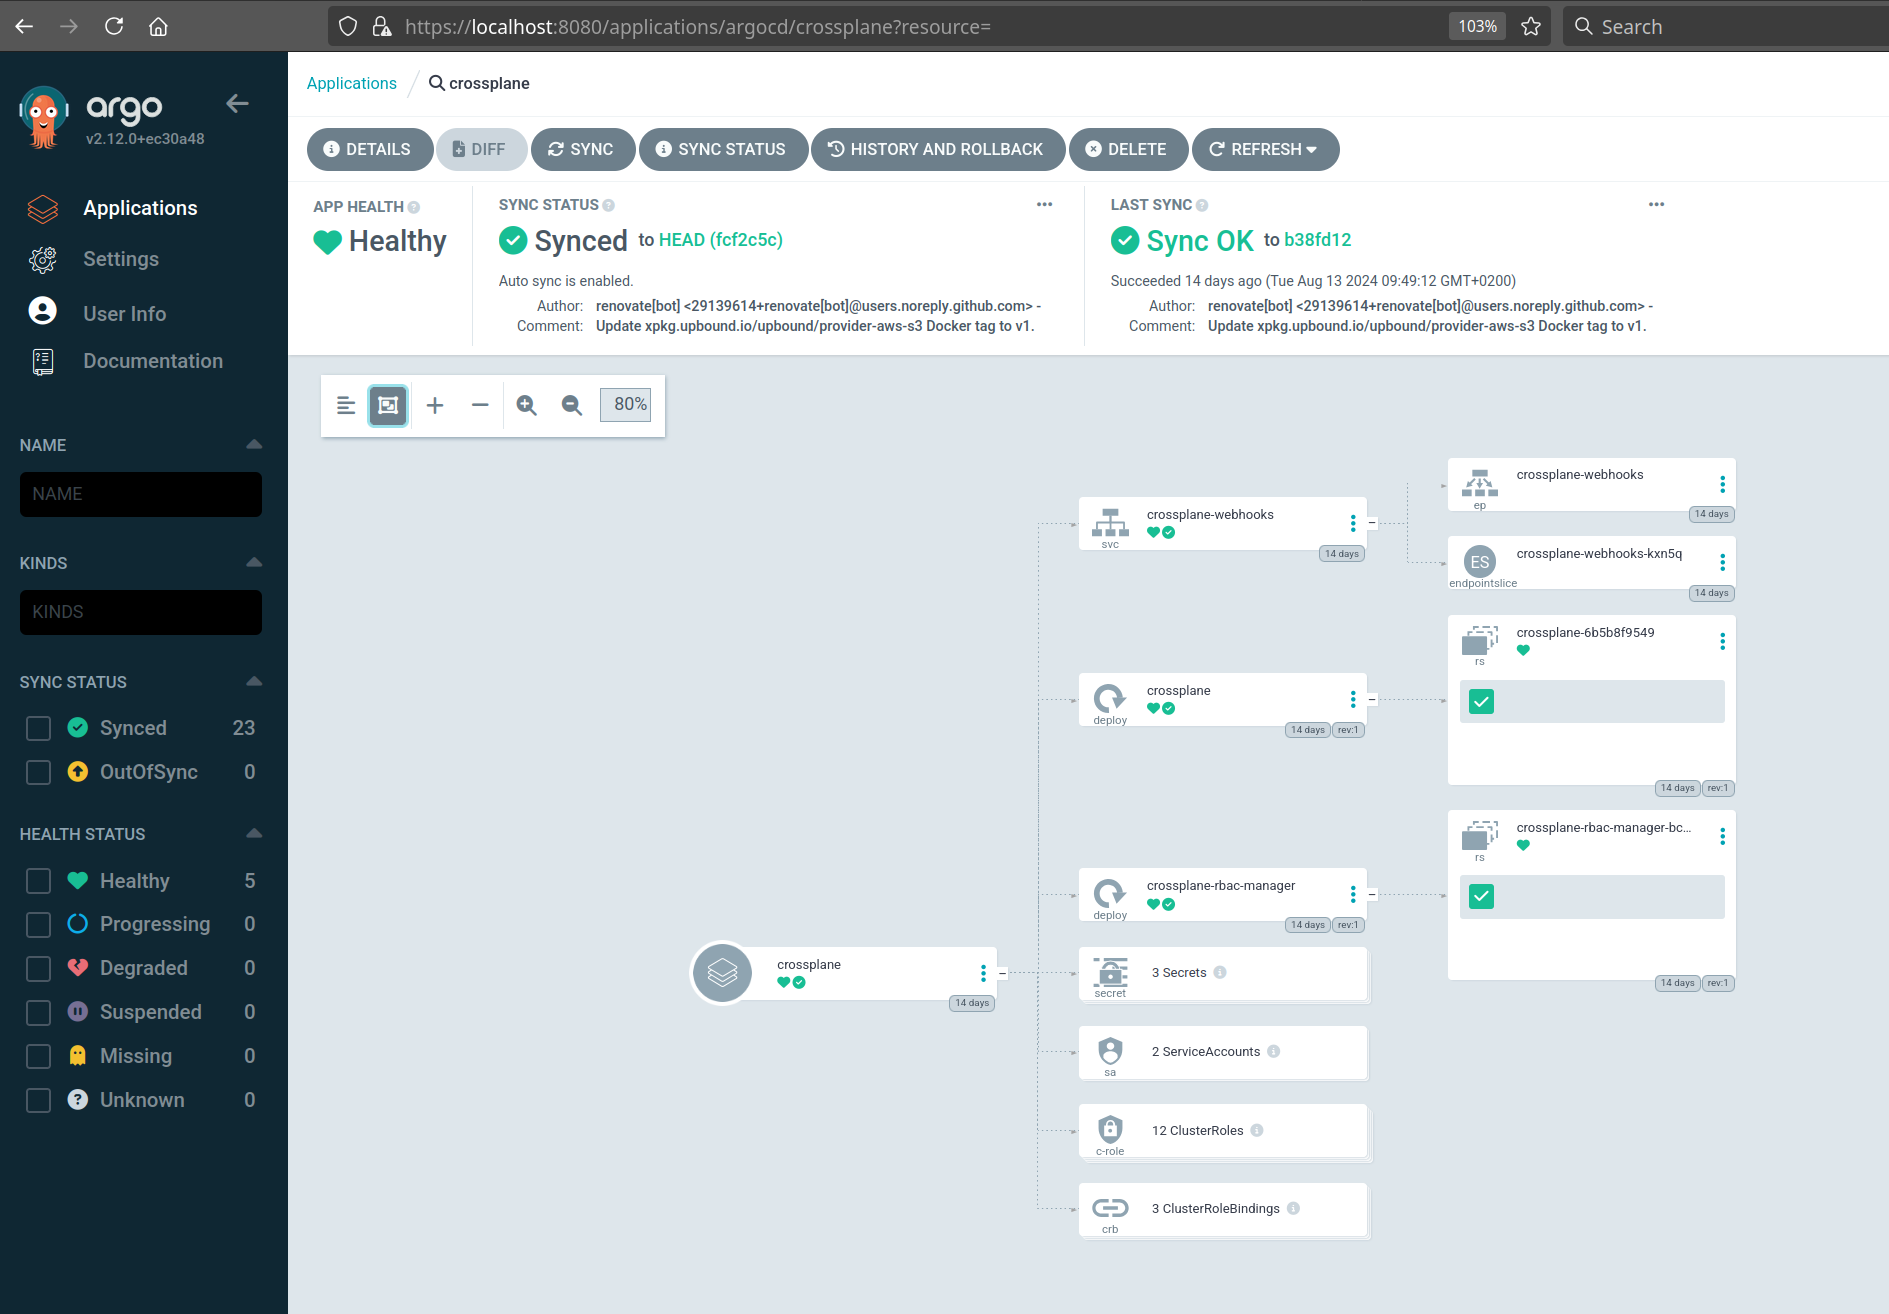 https://localhost:8080/applications/argocd/crossplane?resource=
103%
Search
argo
v2.12.0+ec30a48
Applications
Settings
User Info
Documentation
NAME
NAME
KINDS
KINDS
SYNC STATUS
Synced 23
OutOfSync 0
HEALTH STATUS
Healthy 5
Progressing 0
Degraded 0
Suspended 0
Missing 0
Unknown 0
Applications / crossplane
DETAILS
DIFF
SYNC
SYNC STATUS
HISTORY AND ROLLBACK
DELETE
REFRESH
APP HEALTH
Healthy
SYNC STATUS
Synced to HEAD (fcf2c5c)
Auto sync is enabled.
Author: renovate[bot] <29139614+renovate[bot]@users.noreply.github.com> -
Comment: Update xpkg.upbound.io/upbound/provider-aws-s3 Docker tag to v1.
LAST SYNC
Sync OK to b38fd12
Succeeded 14 days ago (Tue Aug 13 2024 09:49:12 GMT+0200)
Author: renovate[bot] <29139614+renovate[bot]@users.noreply.github.com> -
Comment: Update xpkg.upbound.io/upbound/provider-aws-s3 Docker tag to v1.
80%
crossplane
14 days
crossplane-webhooks
svc
14 days
crossplane
deploy
14 days rev:1
crossplane-rbac-manager
deploy
14 days rev:1
3 Secrets
secret
2 ServiceAccounts
sa
12 ClusterRoles
c-role
3 ClusterRoleBindings
crb
crossplane-webhooks
ep
14 days
ES
crossplane-webhooks-kxn5q
endpointslice
14 days
crossplane-6b5b8f9549
rs
14 days rev:1
crossplane-rbac-manager-bc...
rs
14 days rev:1